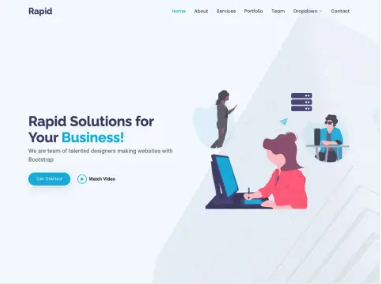 Rapid
Home About Services Portfolio Team Dropdown Contact
Rapid Solutions for
Your Business!
We are team of talented designers making websites with
Bootstrap
Get Started Watch Video